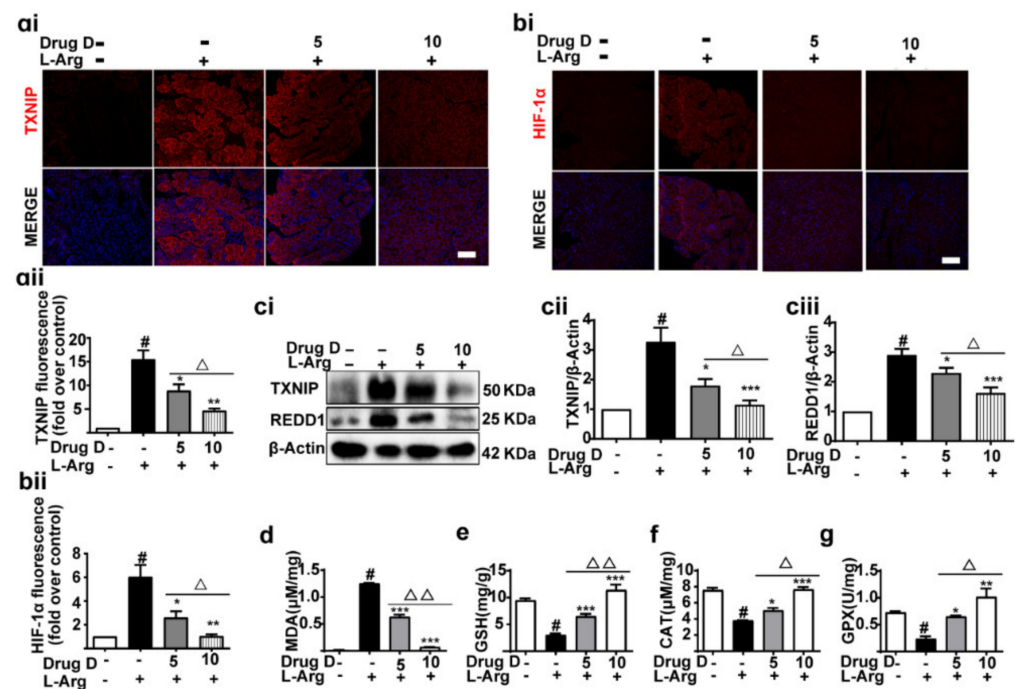 ai
Drug D - - 5 10
L-Arg - + + +
TXNIP
MERGE
bi
Drug D - - 5 10
L-Arg - + + +
HIF-1α
MERGE
aii
TXNIP fluorescence
(fold over control)
20
15
10
5
# * △ **
Drug D - - 5 10
L-Arg - + + +
ci
Drug D - - 5 10
L-Arg - + + +
TXNIP 50 KDa
REDD1 25 KDa
β-Actin 42 KDa
cii
TXNIP/β-Actin
4
3
2
1
0
# * △ ***
Drug D - - 5 10
L-Arg - + + +
ciii
REDD1/β-Actin
4
3
2
1
0
# * △ ***
Drug D - - 5 10
L-Arg - + + +
bii
HIF-1α fluorescence
(fold over control)
8
6
4
2
0
# * △ **
Drug D - - 5 10
L-Arg - + + +
d
MDA(μM/mg)
1.5
1.0
0.5
0.0
# *** △ △ ***
Drug D - - 5 10
L-Arg - + + +
e
GSH(mg/g)
15
10
5
0
# *** △ △ ***
Drug D - - 5 10
L-Arg - + + +
f
CAT(μM/mg)
10
8
6
4
2
0
# * △ ***
Drug D - - 5 10
L-Arg - + + +
g
GPX(U/mg)
1.5
1.0
0.5
0.0
# * △ **
Drug D - - 5 10
L-Arg - + + +